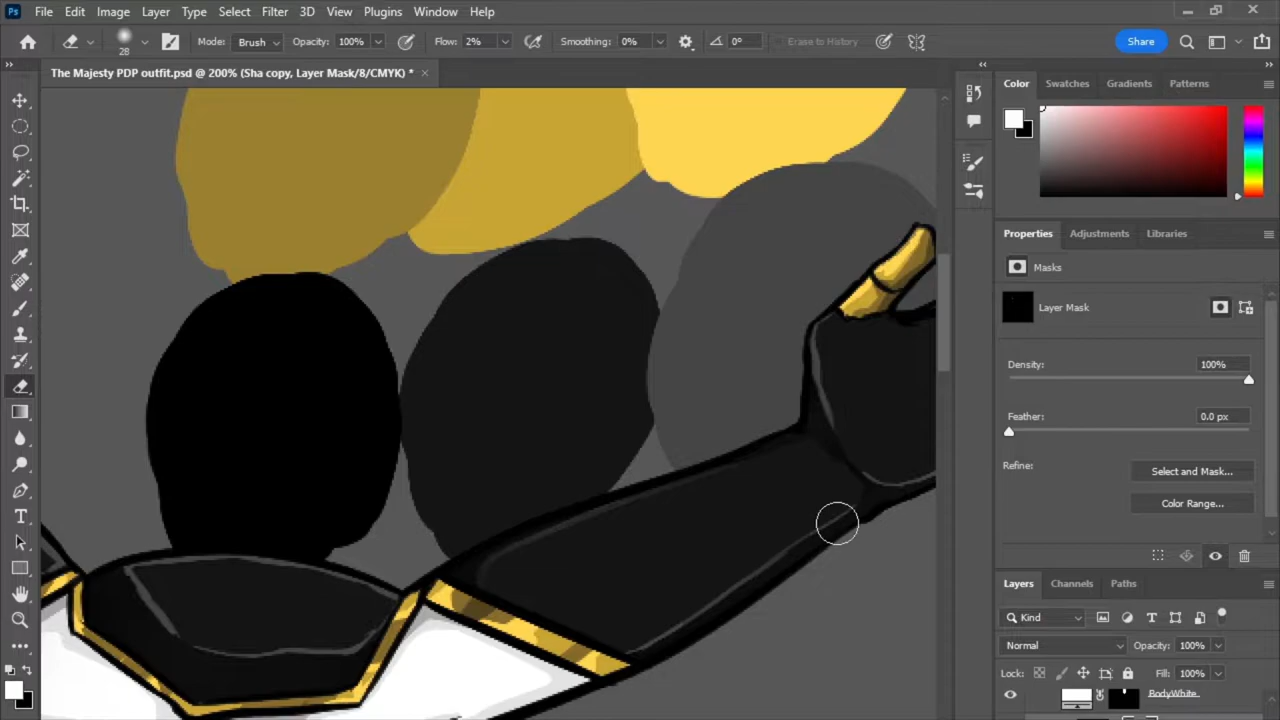 Ps File Edit Image Layer Type Select Filter 3D View Plugins Window Help
28 Mode: Brush Opacity: 100% Flow: 2% Smoothing: 0% 0° Erase to History Share
The Majesty PDP outfit.psd @ 200% (Sha copy, Layer Mask/8/CMYK) * ×
Color Swatches Gradients Patterns
Properties Adjustments Libraries
Masks
Layer Mask
Density: 100%
Feather: 0.0 px
Refine: Select and Mask...
Color Range...
Layers Channels Paths
Kind
Normal Opacity: 100%
Lock: Fill: 100%
BodyWhite